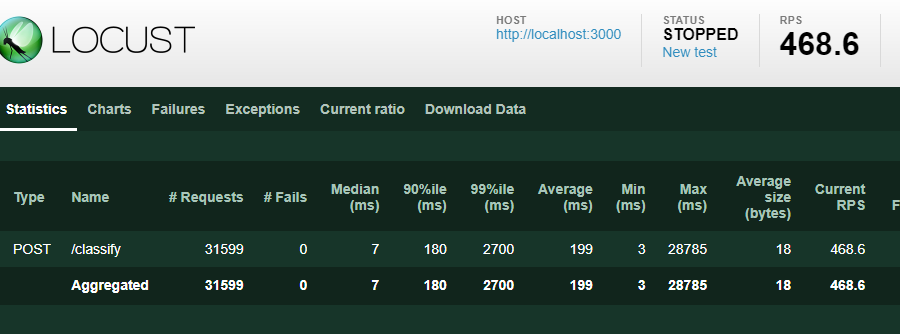 LOCUST
HOST
http://localhost:3000
STATUS
STOPPED
New test
RPS
468.6
Statistics Charts Failures Exceptions Current ratio Download Data
Type Name # Requests # Fails Median (ms) 90%ile (ms) 99%ile (ms) Average (ms) Min (ms) Max (ms) Average size (bytes) Current RPS F
POST /classify 31599 0 7 180 2700 199 3 28785 18 468.6
Aggregated 31599 0 7 180 2700 199 3 28785 18 468.6